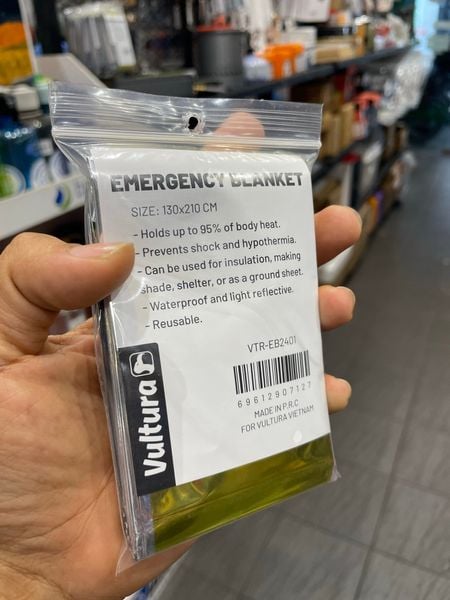 EMERGENCY BLANKET
SIZE: 130x210 CM
- Holds up to 95% of body heat.
- Prevents shock and hypothermia.
- Can be used for insulation, making
shade, shelter, or as a ground sheet.
- Waterproof and light reflective.
- Reusable.
Vultura
VTR-EB2401
69612907127
MADE IN P.R.C
FOR VULTURA VIETNAM